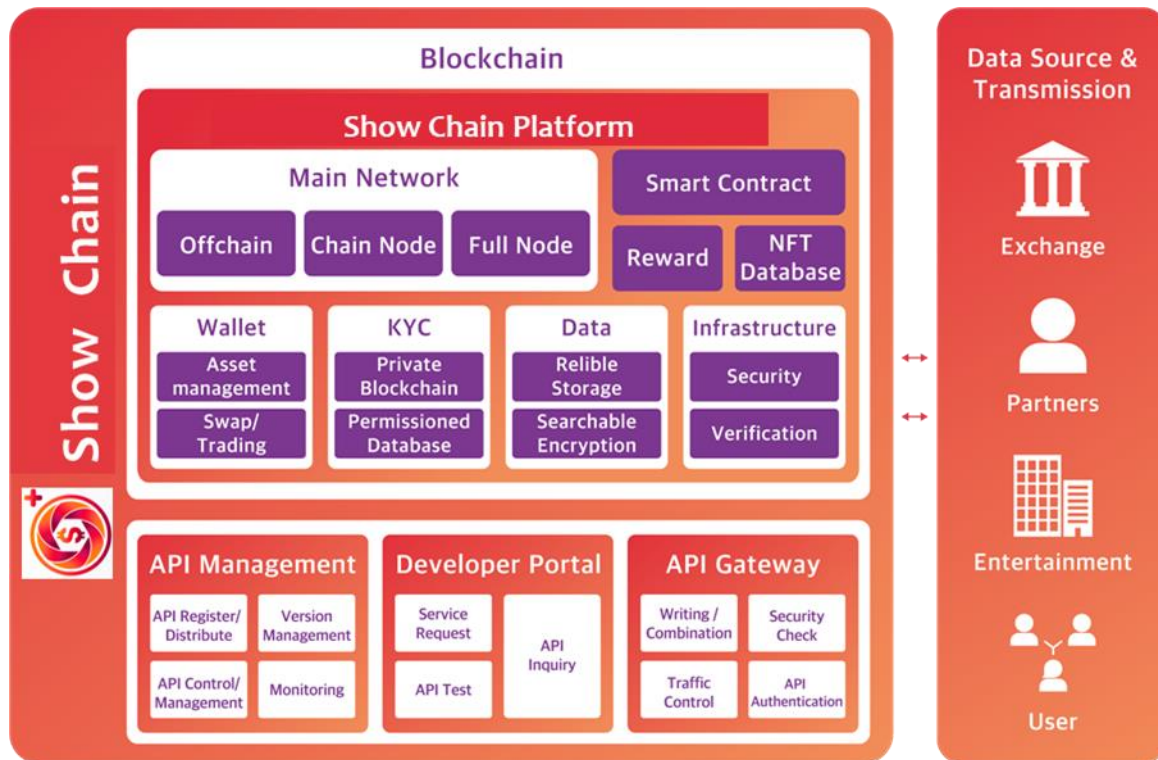 Show Chain
Blockchain
Show Chain Platform
Main Network
Offchain
Chain Node
Full Node
Smart Contract
Reward
NFT
Database
Wallet
Asset
management
Swap/
Trading
KYC
Private
Blockchain
Permissioned
Database
Data
Relible
Storage
Searchable
Encryption
Infrastructure
Security
Verification
API Management
API Register/
Distribute
Version
Management
API Control/
Management
Monitoring
Developer Portal
Service
Request
API Test
API
Inquiry
API Gateway
Writing /
Combination
Security
Check
Traffic
Control
API
Authentication
Data Source &
Transmission
Exchange
Partners
Entertainment
User